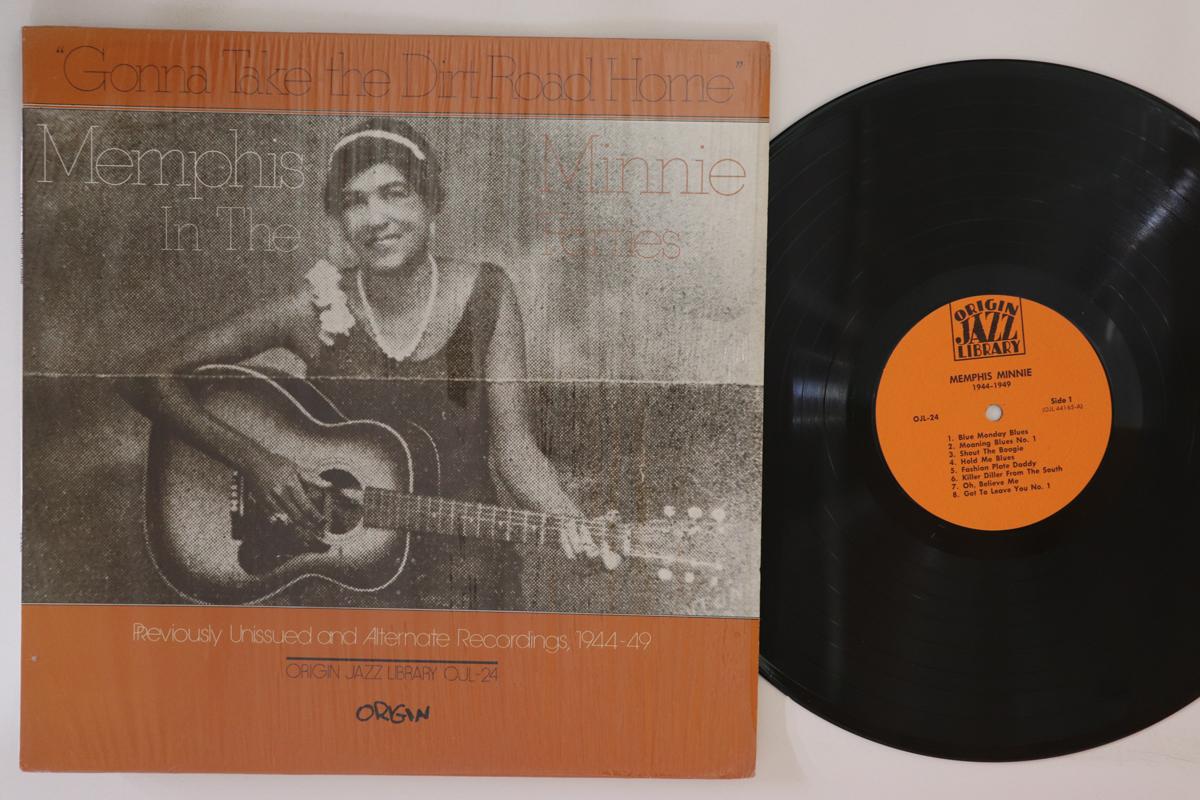 "Gonna Take the Dirt Road Home"
Memphis Minnie
In The Forties
Previously Unissued and Alternate Recordings, 1944-49
ORIGIN JAZZ LIBRARY OJL-24
ORIGIN
ORIGIN
JAZZ
LIBRARY
MEMPHIS MINNIE
1944-1949
OJL-24
Side 1
(OJL 44165-A)
1. Blue Monday Blues
2. Moaning Blues No. 1
3. Shout The Boogie
4. Hold Me Blues
5. Fashion Plate Daddy
6. Killer Diller From The South
7. Oh, Believe Me
8. Got To Leave You No. 1